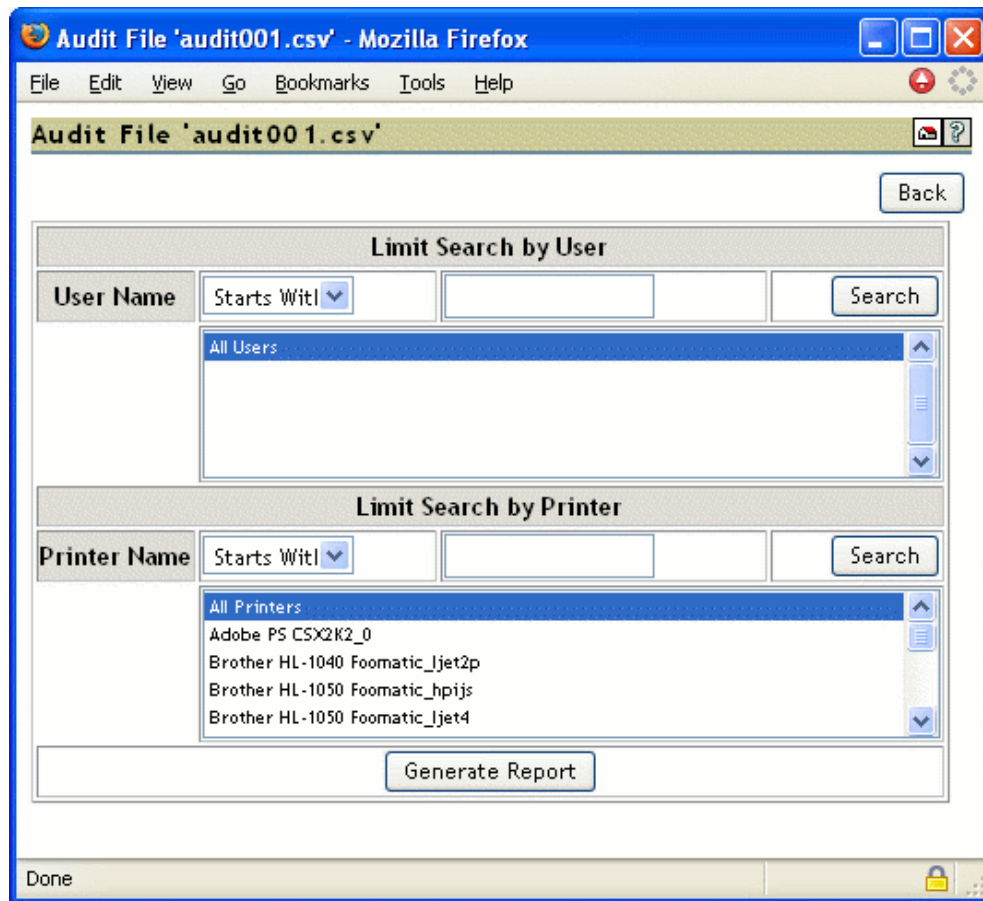 Audit File 'audit001.csv' - Mozilla Firefox
File Edit View Go Bookmarks Tools Help
Audit File 'audit001.csv'
?
Back
Limit Search by User
User Name Starts Witl Search
All Users
Limit Search by Printer
Printer Name Starts Witl Search
All Printers
Adobe PS CSX2K2_0
Brother HL-1040 Foomatic_ljet2p
Brother HL-1050 Foomatic_hpijs
Brother HL-1050 Foomatic_ljet4
Generate Report
Done